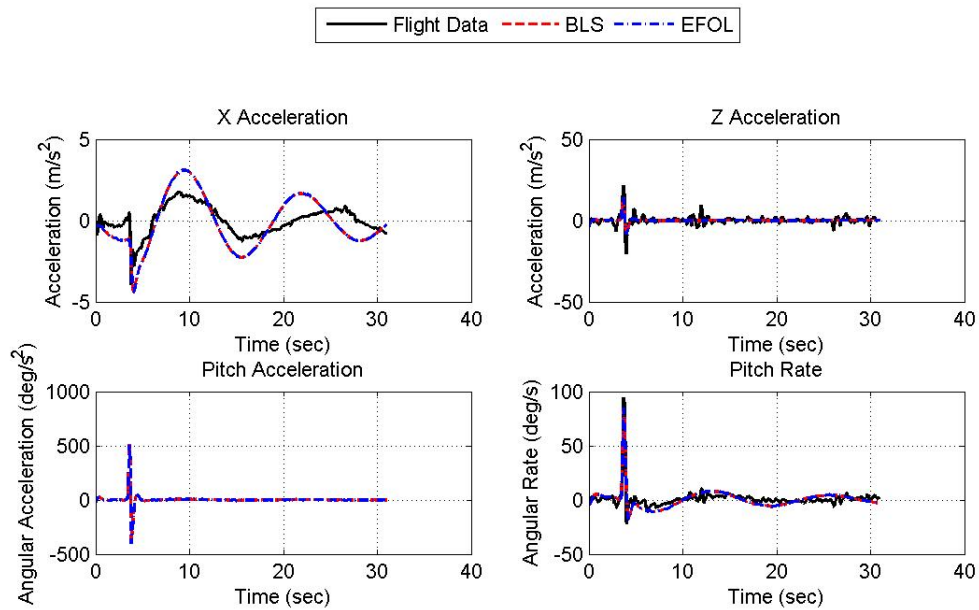 Flight Data BLS EFOL
X Acceleration
Acceleration (m/s²)
5
0
-5
0 10 20 30 40
Time (sec)
Z Acceleration
Acceleration (m/s²)
50
0
-50
0 10 20 30 40
Time (sec)
Pitch Acceleration
Angular Acceleration (deg/s²)
1000
500
0
-500
0 10 20 30 40
Time (sec)
Pitch Rate
Angular Rate (deg/s)
100
50
0
-50
0 10 20 30 40
Time (sec)